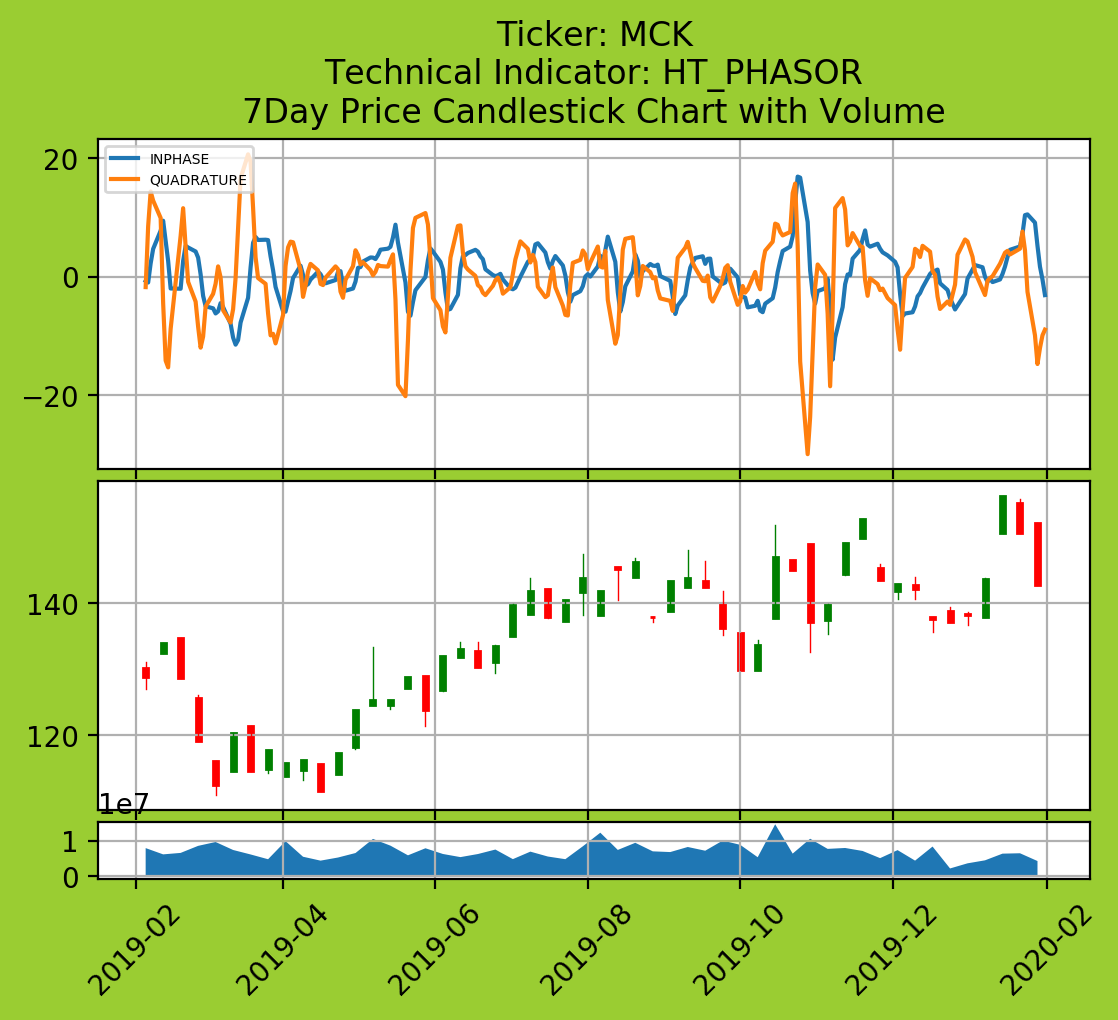 Ticker: MCK
Technical Indicator: HT_PHASOR
7Day Price Candlestick Chart with Volume
INPHASE
QUADRATURE
20
0
−20
140
120
1e7
1
0
2019-02
2019-04
2019-06
2019-08
2019-10
2019-12
2020-02